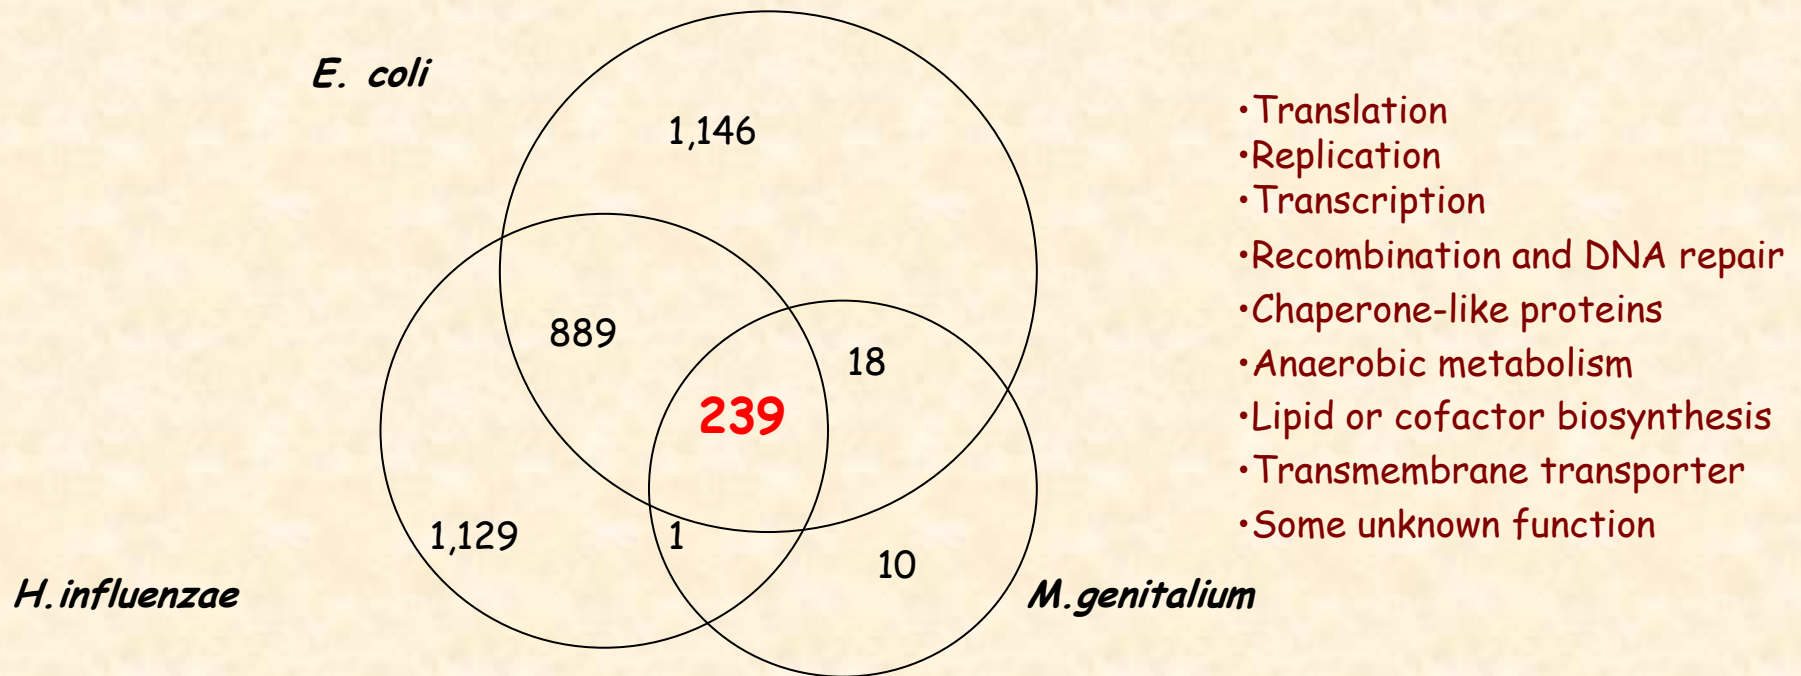 E. coli
1,146
889
18
239
1,129
1
10
H.influenzae
M.genitalium
•Translation
•Replication
•Transcription
•Recombination and DNA repair
•Chaperone-like proteins
•Anaerobic metabolism
•Lipid or cofactor biosynthesis
•Transmembrane transporter
•Some unknown function